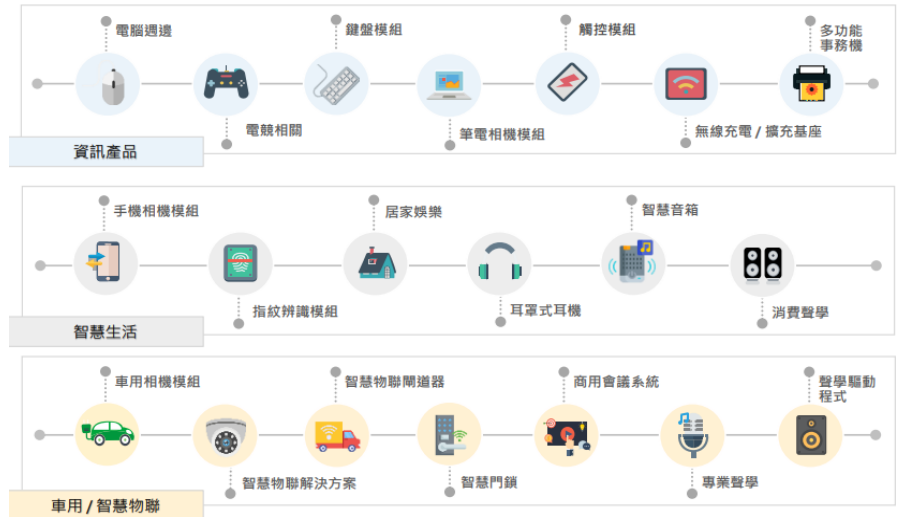 電腦週邊
鍵盤模組
觸控模組
多功能
事務機
電競相關
筆電相機模組
無線充電 / 擴充基座
資訊產品
手機相機模組
居家娛樂
智慧音箱
指紋辨識模組
耳罩式耳機
消費聲學
智慧生活
車用相機模組
智慧物聯閘道器
商用會議系統
聲學驅動
程式
智慧物聯解決方案
智慧門鎖
專業聲學
車用 / 智慧物聯